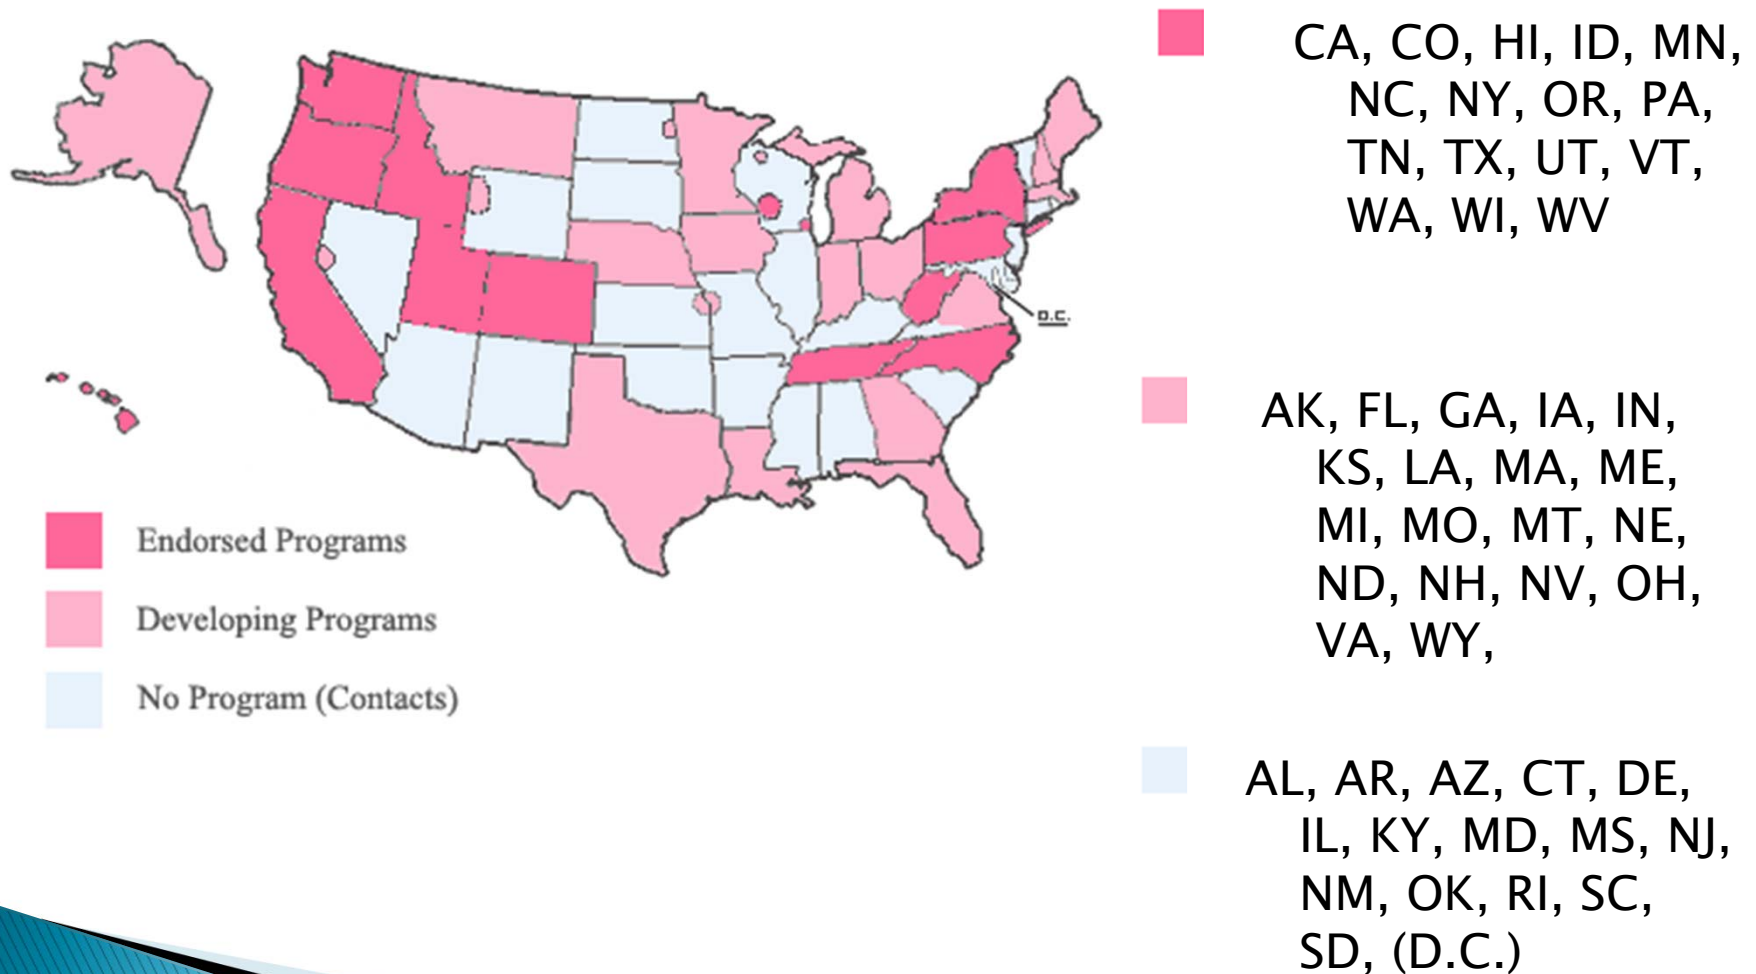 CA, CO, HI, ID, MN,
NC, NY, OR, PA,
TN, TX, UT, VT,
WA, WI, WV
D.C.
AK, FL, GA, IA, IN,
KS, LA, MA, ME,
MI, MO, MT, NE,
ND, NH, NV, OH,
VA, WY,
Endorsed Programs
Developing Programs
No Program (Contacts)
AL, AR, AZ, CT, DE,
IL, KY, MD, MS, NJ,
NM, OK, RI, SC,
SD, (D.C.)